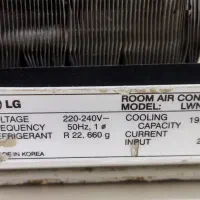 LG ROOM AIR CON
MODEL: LWN
VOLTAGE 220-240V~ COOLING 19
FREQUENCY 50Hz, 1 ø CAPACITY
REFRIGERANT R 22, 660 g CURRENT
INPUT
MADE IN KOREA